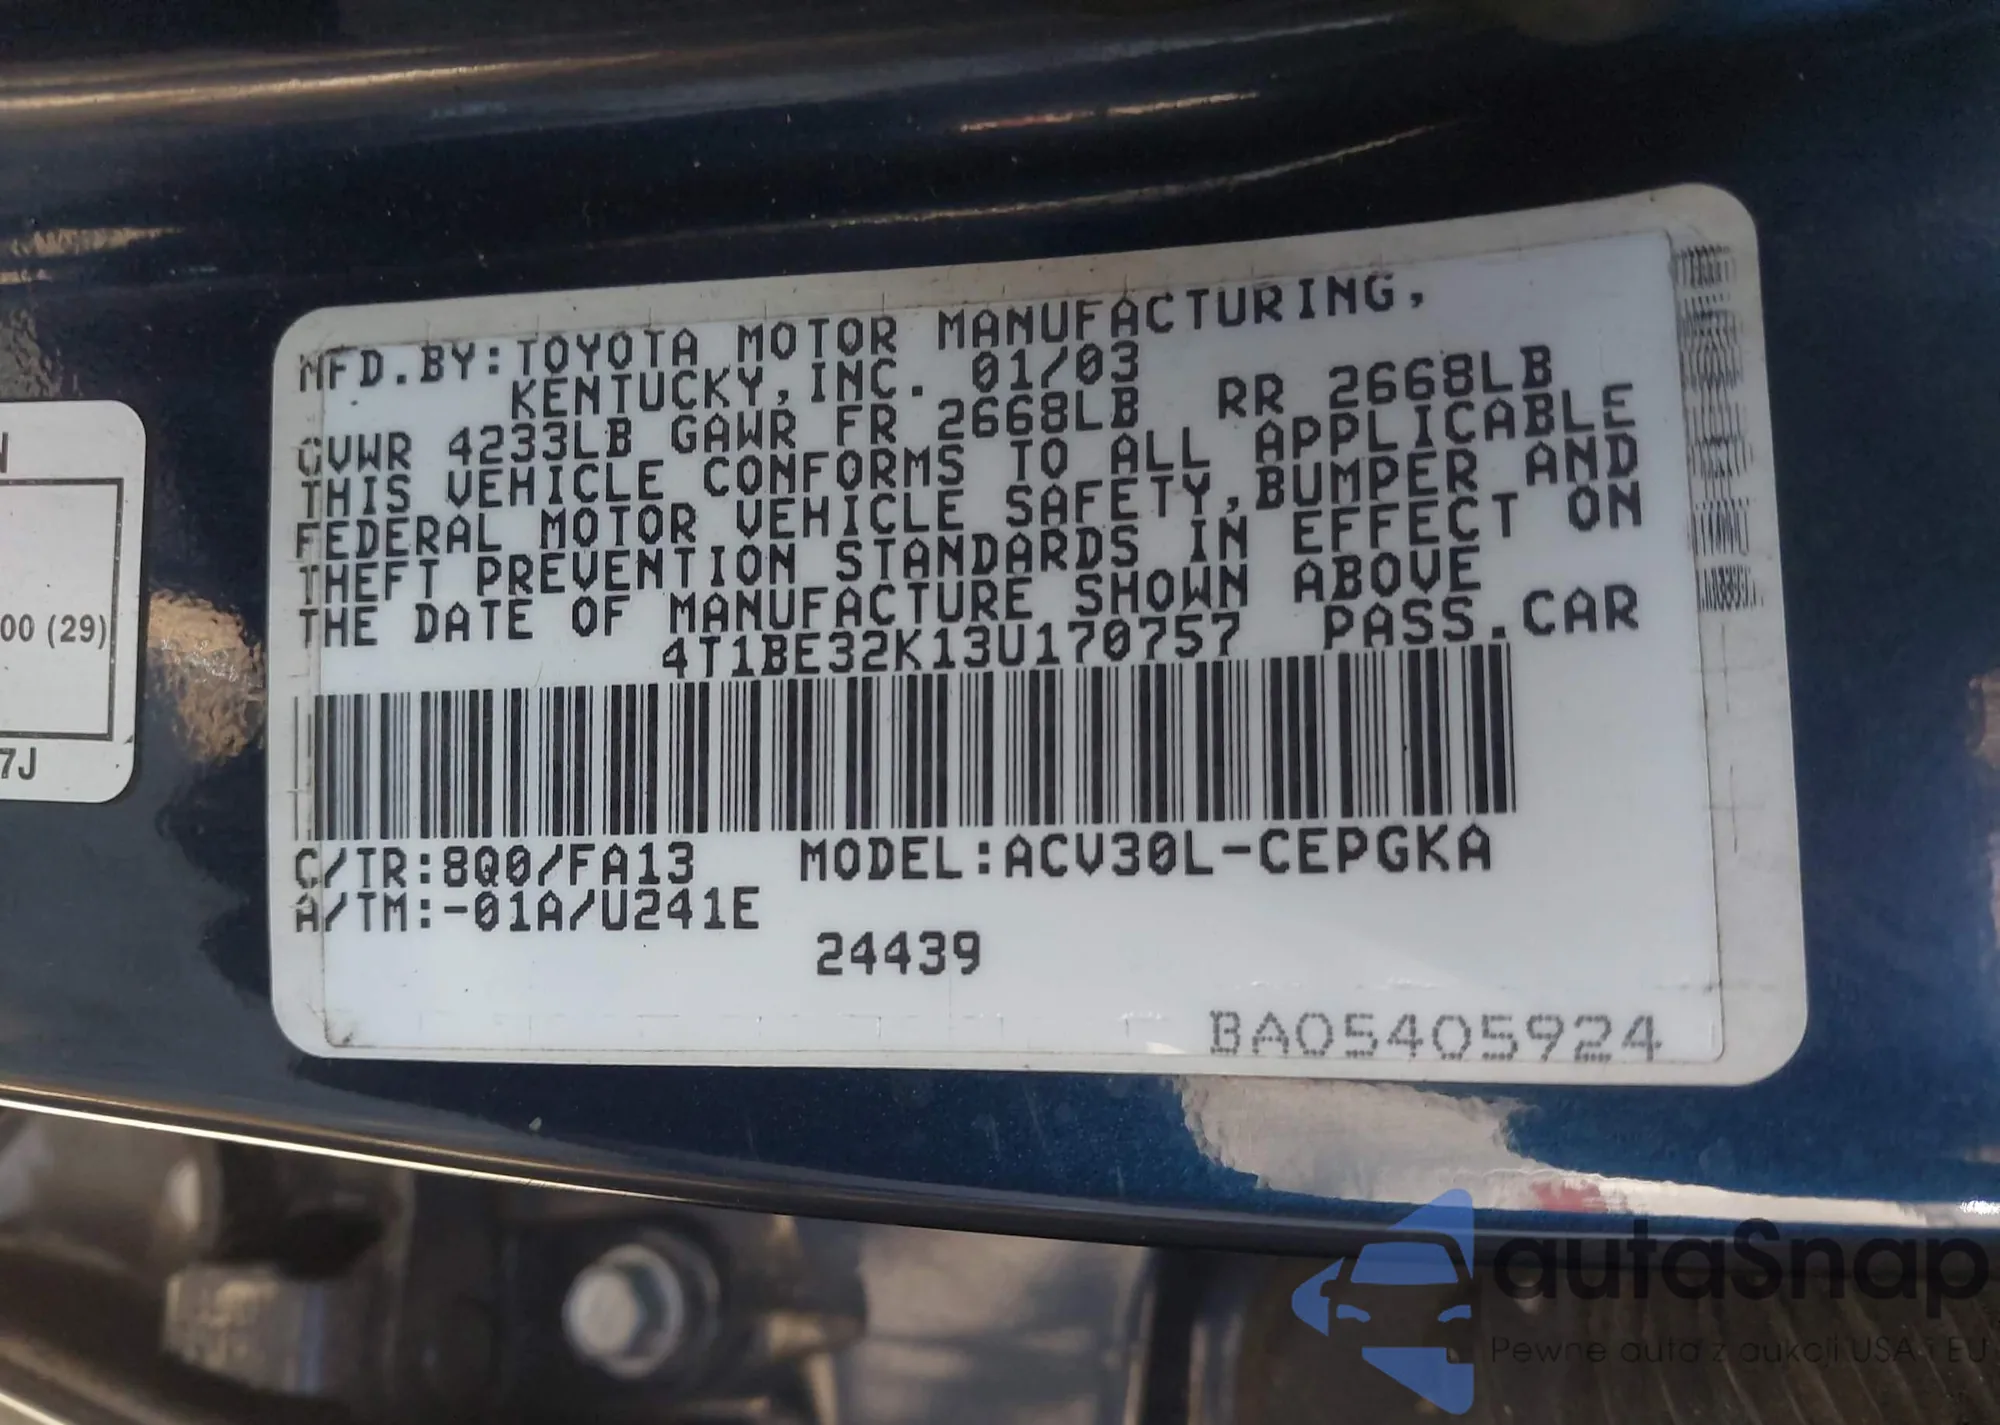 N
00 (29)
7J
MFD.BY:TOYOTA MOTOR MANUFACTURING,
KENTUCKY,INC. 01/03
GVWR 4233LB GAWR FR 2668LB RR 2668LB
THIS VEHICLE CONFORMS TO ALL APPLICABLE
FEDERAL MOTOR VEHICLE SAFETY,BUMPER AND
THEFT PREVENTION STANDARDS IN EFFECT ON
THE DATE OF MANUFACTURE SHOWN ABOVE
4T1BE32K13U170757 PASS.CAR
C/TR:8Q0/FA13 MODEL:ACV30L-CEPGKA
A/TM:-01A/U241E
24439
BA05405924
autaSnap
Pewne auta z aukcji USA i EU